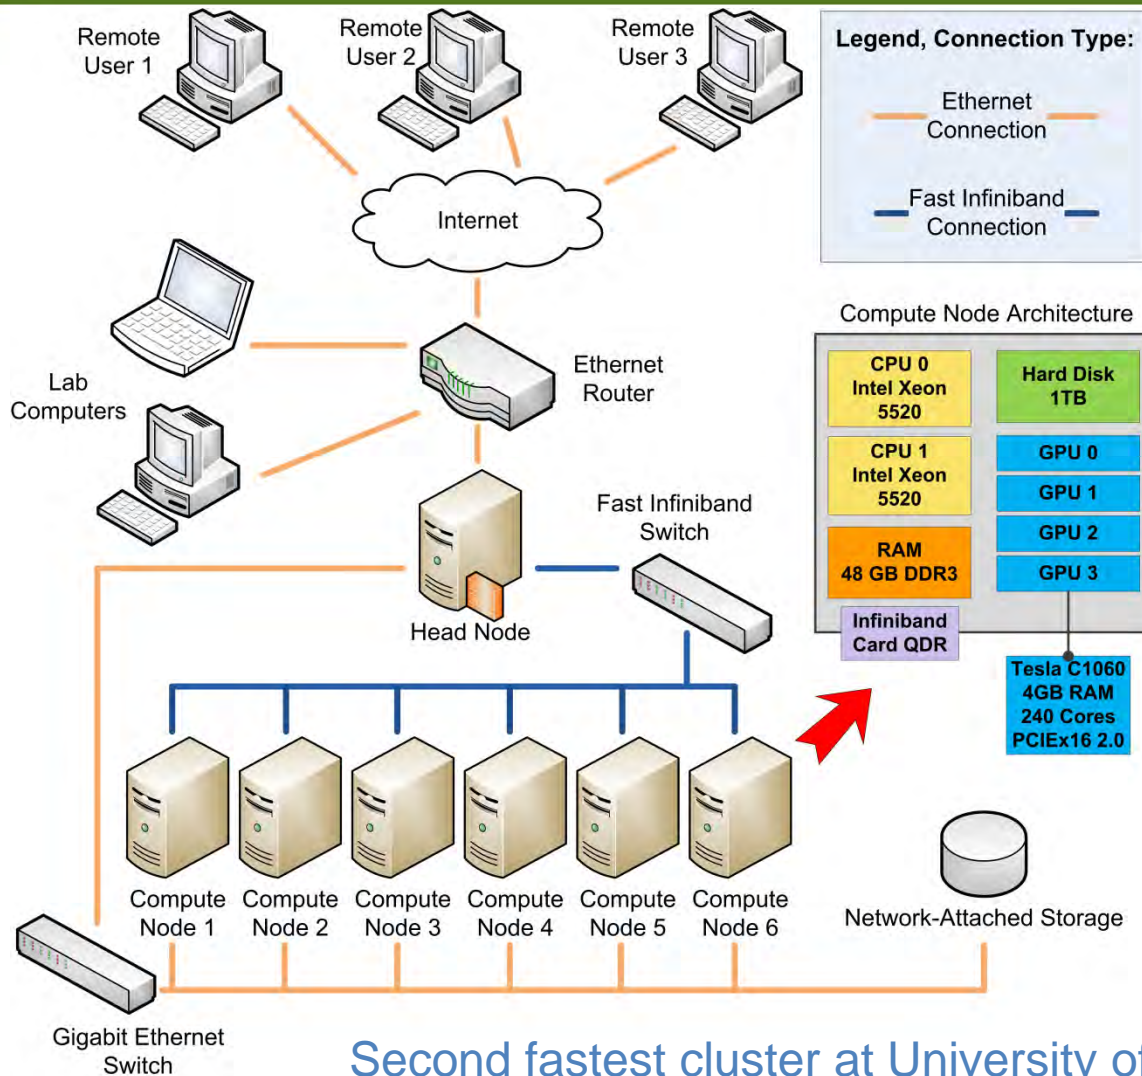 Remote
User 1
Remote
User 2
Remote
User 3
Legend, Connection Type:
Ethernet
Connection
Fast Infiniband
Connection
Internet
Lab
Computers
Ethernet
Router
Compute Node Architecture
CPU 0
Intel Xeon
5520
Hard Disk
1TB
CPU 1
Intel Xeon
5520
GPU 0
GPU 1
GPU 2
GPU 3
RAM
48 GB DDR3
Infiniband
Card QDR
Tesla C1060
4GB RAM
240 Cores
PCIEx16 2.0
Fast Infiniband
Switch
Head Node
Compute
Node 1
Compute
Node 2
Compute
Node 3
Compute
Node 4
Compute
Node 5
Compute
Node 6
Network-Attached Storage
Gigabit Ethernet
Switch
Second fastest cluster at University of